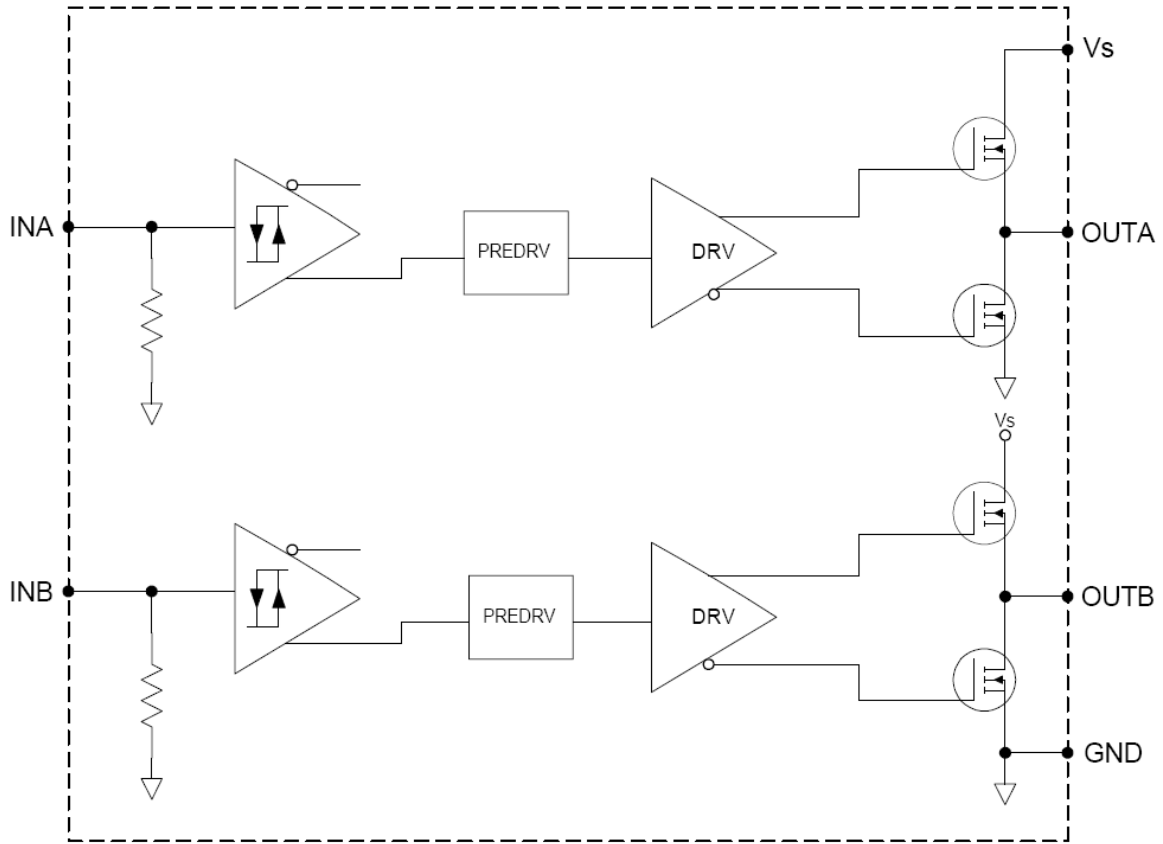 Vs
INA
PREDRV
DRV
OUTA
Vs
INB
PREDRV
DRV
OUTB
GND